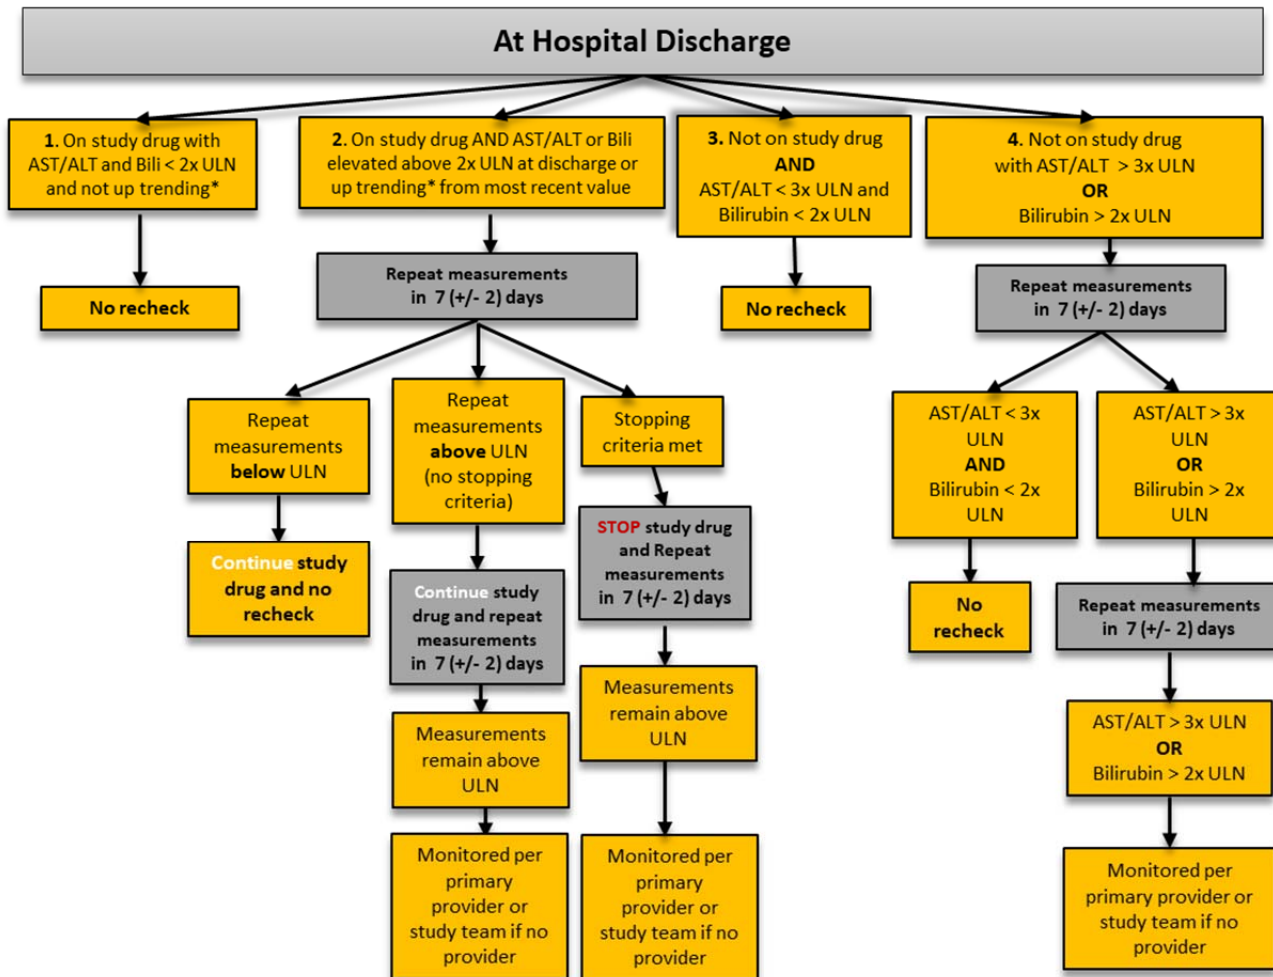 At Hospital Discharge
1. On study drug with
AST/ALT and Bili < 2x ULN
and not up trending*
2. On study drug AND AST/ALT or Bili
elevated above 2x ULN at discharge or
up trending* from most recent value
3. Not on study drug
AND
AST/ALT < 3x ULN and
Bilirubin < 2x ULN
4. Not on study drug
with AST/ALT > 3x ULN
OR
Bilirubin > 2x ULN
No recheck
Repeat measurements
in 7 (+/- 2) days
No recheck
Repeat measurements
in 7 (+/- 2) days
Repeat
measurements
below ULN
Repeat
measurements
above ULN
(no stopping
criteria)
Stopping
criteria met
AST/ALT < 3x
ULN
AND
Bilirubin < 2x
ULN
AST/ALT > 3x
ULN
OR
Bilirubin > 2x
ULN
Continue study
drug and no
recheck
Continue study
drug and repeat
measurements
in 7 (+/- 2) days
STOP study drug
and Repeat
measurements
in 7 (+/- 2) days
No
recheck
Repeat measurements
in 7 (+/- 2) days
Measurements
remain above
ULN
Measurements
remain above
ULN
AST/ALT > 3x ULN
OR
Bilirubin > 2x ULN
Monitored per
primary
provider or
study team if no
provider
Monitored per
primary
provider or
study team if no
provider
Monitored per
primary provider or
study team if no
provider